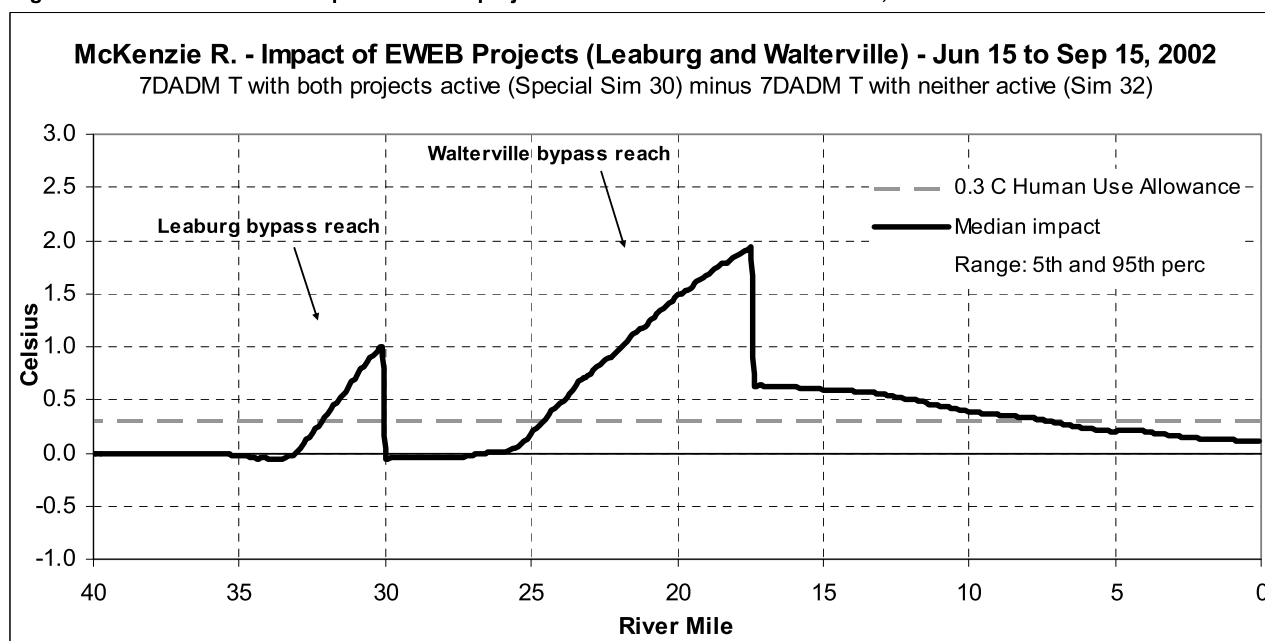 McKenzie R. - Impact of EWEB Projects (Leaburg and Walterville) - Jun 15 to Sep 15, 2002
7DADM T with both projects active (Special Sim 30) minus 7DADM T with neither active (Sim 32)
3.0
2.5
2.0
1.5
1.0
0.5
0.0
-0.5
-1.0
Celsius
Walterville bypass reach
Leaburg bypass reach
0.3 C Human Use Allowance
Median impact
Range: 5th and 95th perc
40 35 30 25 20 15 10 5 0
River Mile